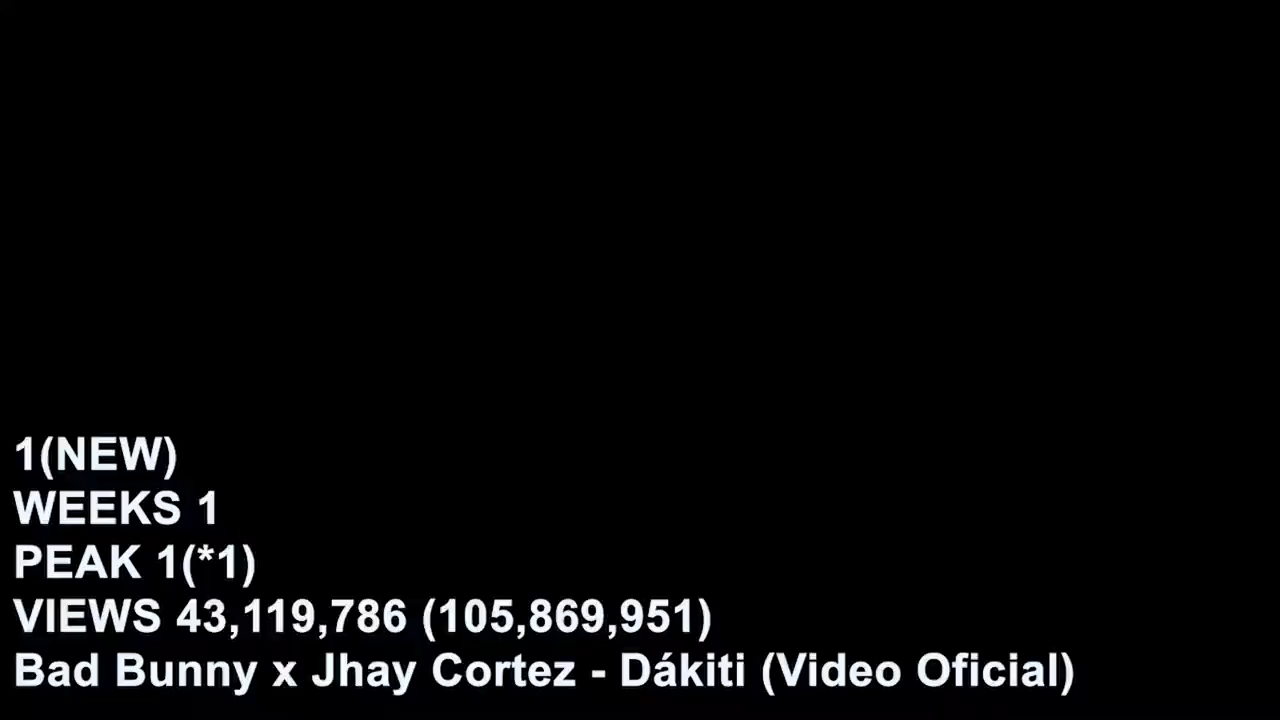 1(NEW)
WEEKS 1
PEAK 1(*1)
VIEWS 43,119,786 (105,869,951)
Bad Bunny x Jhay Cortez - Dákiti (Video Oficial)